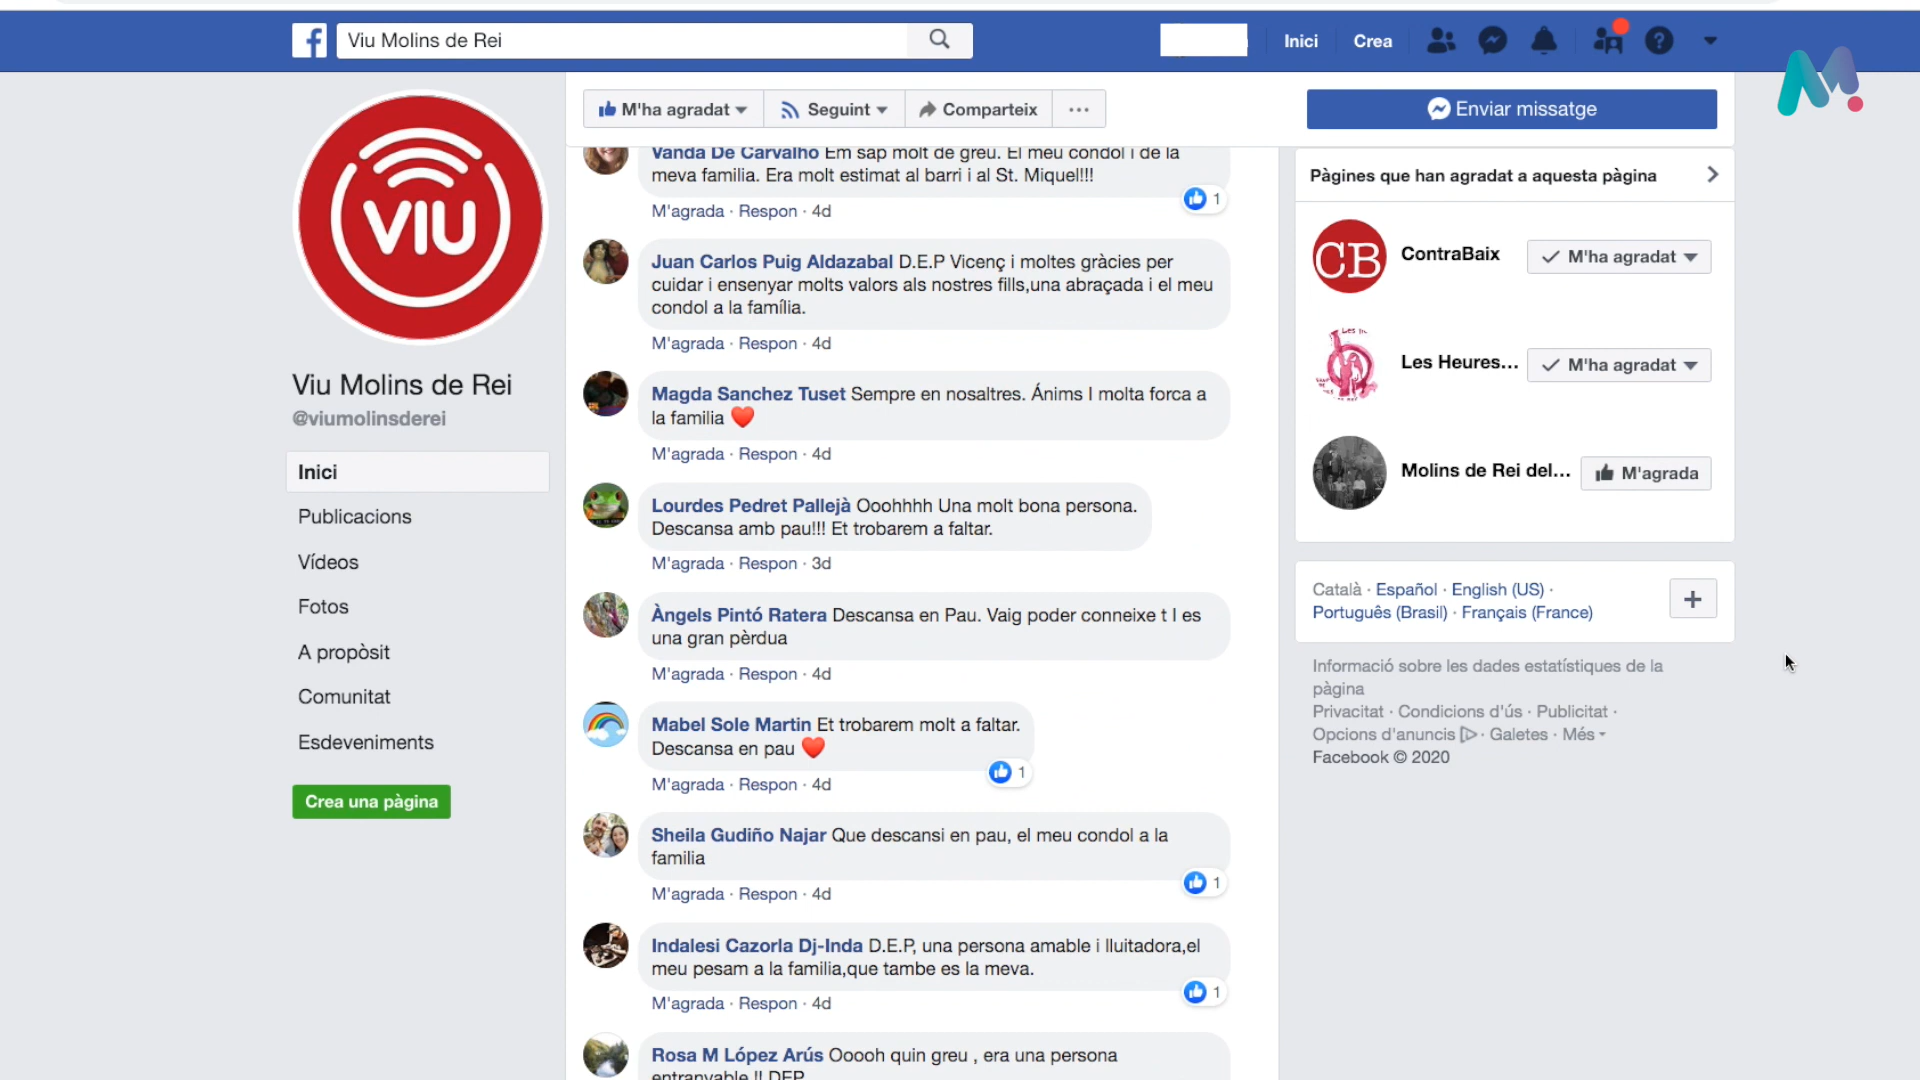 Viu Molins de Rei
Inici
Crea
M'ha agradat
Seguint
Comparteix
Enviar missatge
VIU
Viu Molins de Rei
@viumolinsderei
Inici
Publicacions
Vídeos
Fotos
A propòsit
Comunitat
Esdeveniments
Crea una pàgina
Vanda De Carvalho Em sap molt de greu. El meu condol i de la
meva familia. Era molt estimat al barri i al St. Miquel!!!
1
M'agrada · Respon · 4d
Juan Carlos Puig Aldazabal D.E.P Vicenç i moltes gràcies per
cuidar i ensenyar molts valors als nostres fills,una abraçada i el meu
condol a la família.
M'agrada · Respon · 4d
Magda Sanchez Tuset Sempre en nosaltres. Ánims I molta forca a
la familia ❤️
M'agrada · Respon · 4d
Lourdes Pedret Pallejà Ooohhhh Una molt bona persona.
Descansa amb pau!!! Et trobarem a faltar.
M'agrada · Respon · 3d
Àngels Pintó Ratera Descansa en Pau. Vaig poder conneixe t I es
una gran pèrdua
M'agrada · Respon · 4d
Mabel Sole Martin Et trobarem molt a faltar.
Descansa en pau ❤️
1
M'agrada · Respon · 4d
Sheila Gudiño Najar Que descansi en pau, el meu condol a la
familia
1
M'agrada · Respon · 4d
Indalesi Cazorla Dj-Inda D.E.P, una persona amable i lluitadora,el
meu pesam a la familia,que tambe es la meva.
1
M'agrada · Respon · 4d
Rosa M López Arús Ooooh quin greu , era una persona
entranyable !! DEP
Pàgines que han agradat a aquesta pàgina
CB
ContraBaix
M'ha agradat
Les Heures...
M'ha agradat
Molins de Rei del...
M'agrada
Català · Español · English (US) ·
Português (Brasil) · Français (France)
Informació sobre les dades estatístiques de la
pàgina
Privacitat · Condicions d'ús · Publicitat ·
Opcions d'anuncis · Galetes · Més
Facebook © 2020